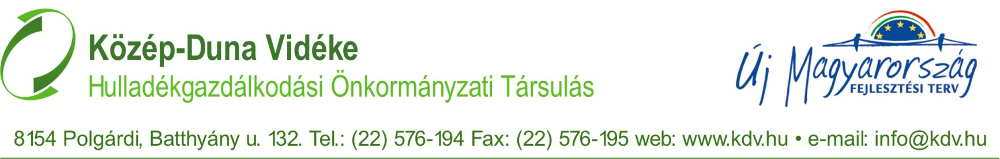 Közép-Duna Vidéke
Hulladékgazdálkodási Önkormányzati Társulás
Új Magyarország
FEJLESZTÉSI TERV
8154 Polgárdi, Batthyány u. 132. Tel.: (22) 576-194 Fax: (22) 576-195 web: www.kdv.hu • e-mail: info@kdv.hu